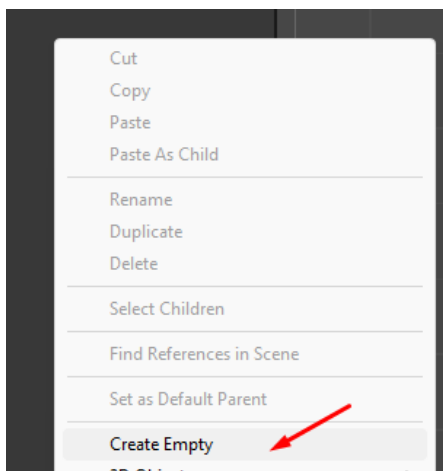 Cut
Copy
Paste
Paste As Child
Rename
Duplicate
Delete
Select Children
Find References in Scene
Set as Default Parent
Create Empty